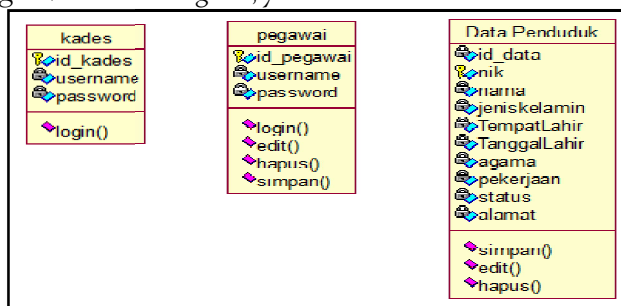 kades
id_kades
username
password
login()
pegawai
id_pegawai
username
password
login()
edit()
hapus()
simpan()
Data Penduduk
id_data
nik
nama
jeniskelamin
TempatLahir
TanggalLahir
agama
pekerjaan
status
alamat
simpan()
edit()
hapus()